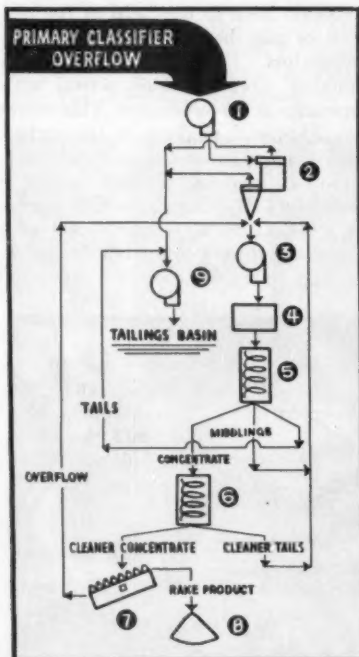 PRIMARY CLASSIFIER
OVERFLOW
1
2
3
9
4
TAILINGS BASIN
5
TAILS
MIDDLINGS
CONCENTRATE
OVERFLOW
6
CLEANER CONCENTRATE
CLEANER TAILS
RAKE PRODUCT
7
8